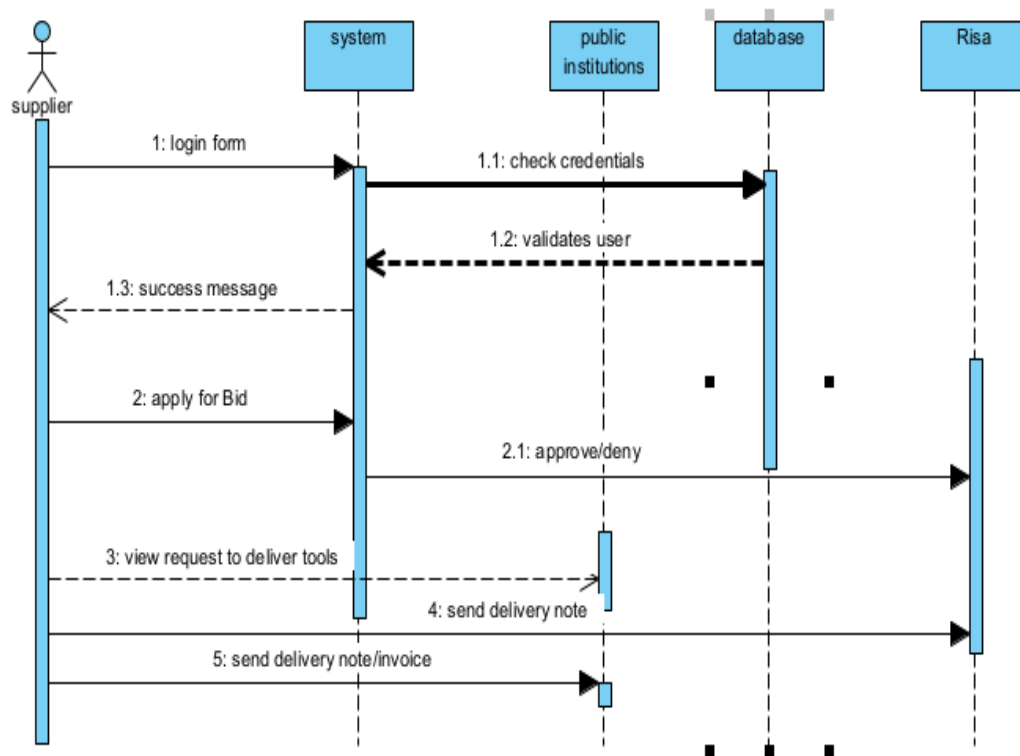 system
public
institutions
database
Risa
supplier
1: login form
1.1: check credentials
1.2: validates user
1.3: success message
2: apply for Bid
2.1: approve/deny
3: view request to deliver tools
4: send delivery note
5: send delivery note/invoice